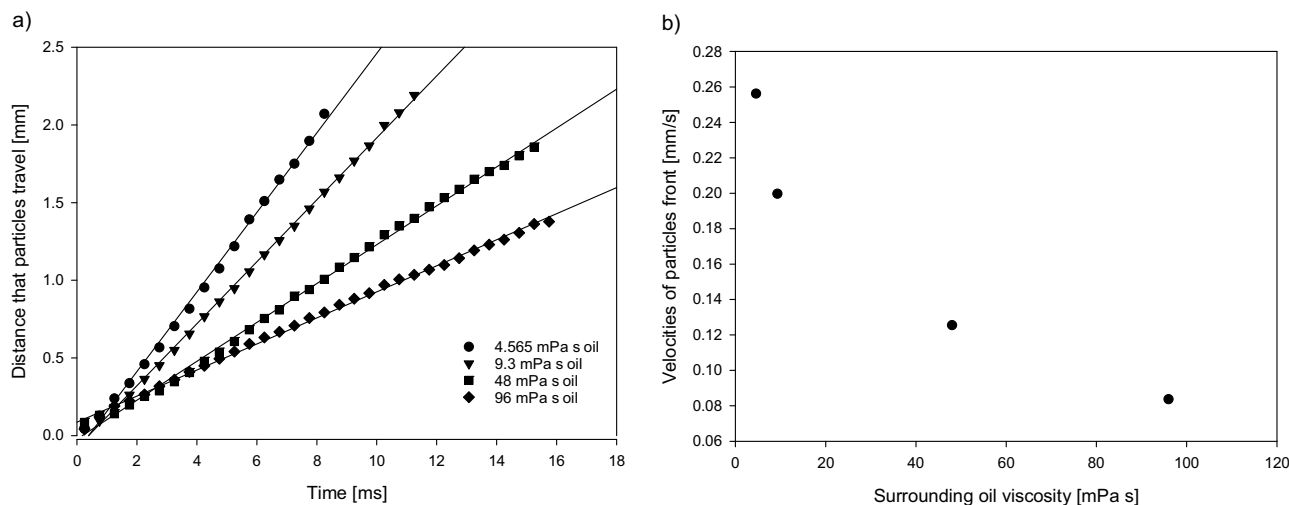 a)
Distance that particles travel [mm]
2.5
2.0
1.5
1.0
0.5
0.0
4.565 mPa s oil
9.3 mPa s oil
48 mPa s oil
96 mPa s oil
0 2 4 6 8 10 12 14 16 18
Time [ms]
b)
Velocities of particles front [mm/s]
0.28
0.26
0.24
0.22
0.20
0.18
0.16
0.14
0.12
0.10
0.08
0.06
0 20 40 60 80 100 120
Surrounding oil viscosity [mPa s]